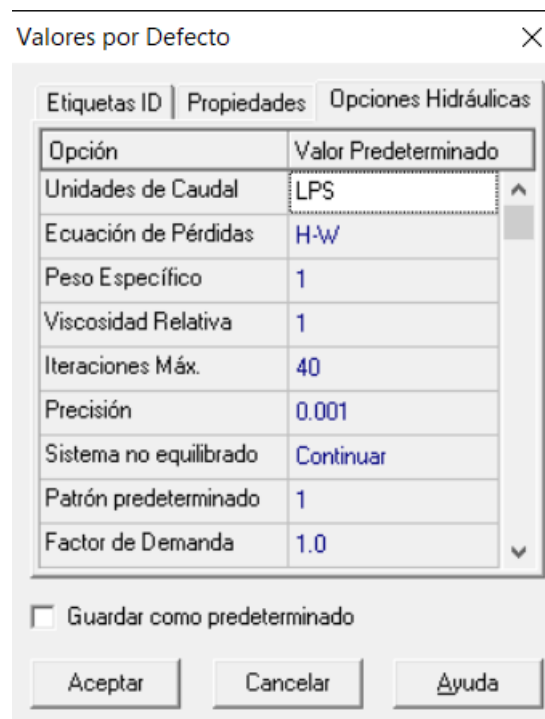 Valores por Defecto
Etiquetas ID Propiedades Opciones Hidráulicas
Opción Valor Predeterminado
Unidades de Caudal LPS
Ecuación de Pérdidas H-W
Peso Específico 1
Viscosidad Relativa 1
Iteraciones Máx. 40
Precisión 0.001
Sistema no equilibrado Continuar
Patrón predeterminado 1
Factor de Demanda 1.0
Guardar como predeterminado
Aceptar Cancelar Ayuda